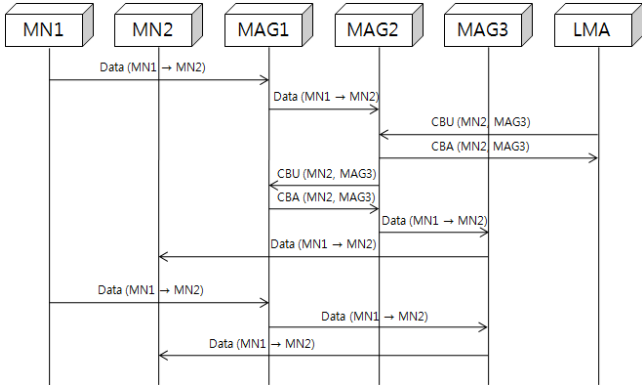 MN1 MN2 MAG1 MAG2 MAG3 LMA
Data (MN1 → MN2)
Data (MN1 → MN2)
CBU (MN2, MAG3)
CBA (MN2, MAG3)
CBU (MN2, MAG3)
CBA (MN2, MAG3)
Data (MN1 → MN2)
Data (MN1 → MN2)
Data (MN1 → MN2)
Data (MN1 → MN2)
Data (MN1 → MN2)